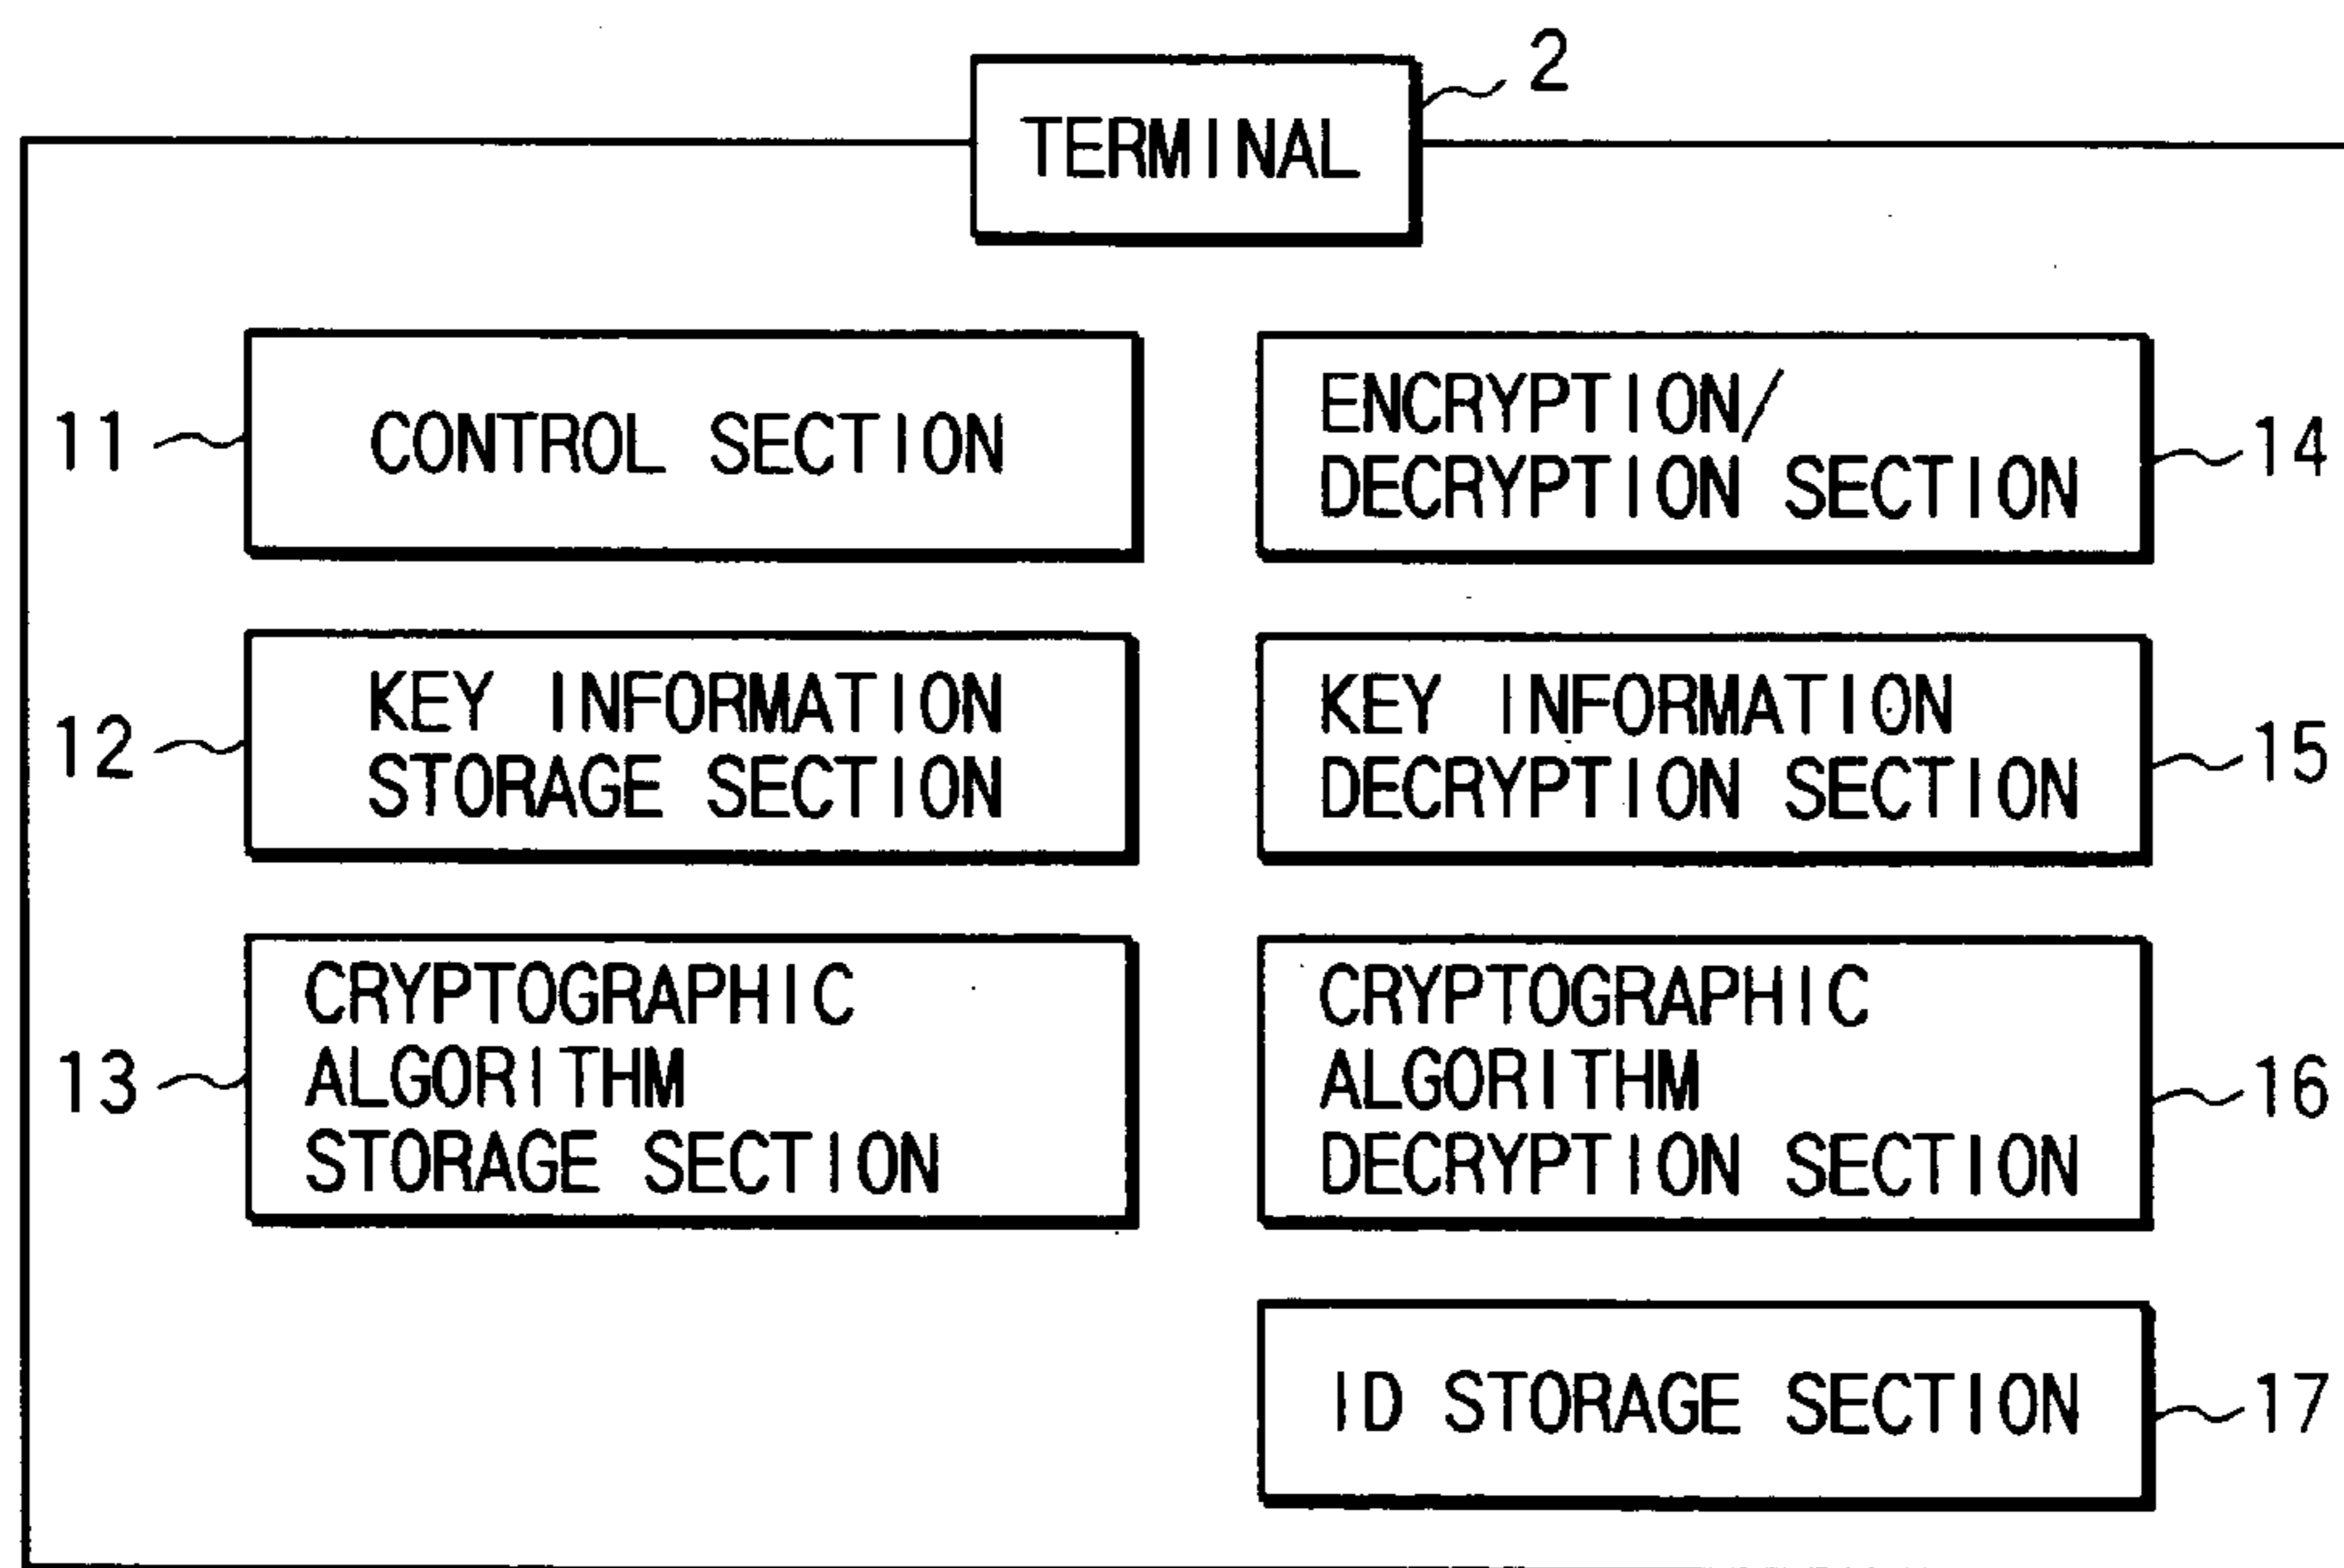 2
TERMINAL
11
CONTROL SECTION
ENCRYPTION/
DECRYPTION SECTION
14
12
KEY INFORMATION
STORAGE SECTION
KEY INFORMATION
DECRYPTION SECTION
15
13
CRYPTOGRAPHIC
ALGORITHM
STORAGE SECTION
CRYPTOGRAPHIC
ALGORITHM
DECRYPTION SECTION
16
ID STORAGE SECTION
17